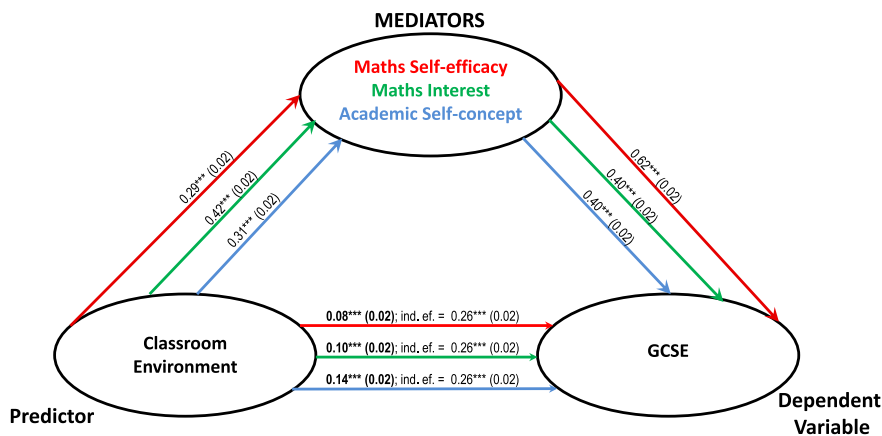 MEDIATORS
Maths Self-efficacy
Maths Interest
Academic Self-concept
0.29*** (0.02)
0.42*** (0.02)
0.31*** (0.02)
0.62*** (0.02)
0.40*** (0.02)
0.40*** (0.02)
Classroom
Environment
0.08*** (0.02); ind. ef. = 0.26*** (0.02)
0.10*** (0.02); ind. ef. = 0.26*** (0.02)
0.14*** (0.02); ind. ef. = 0.26*** (0.02)
GCSE
Predictor
Dependent
Variable